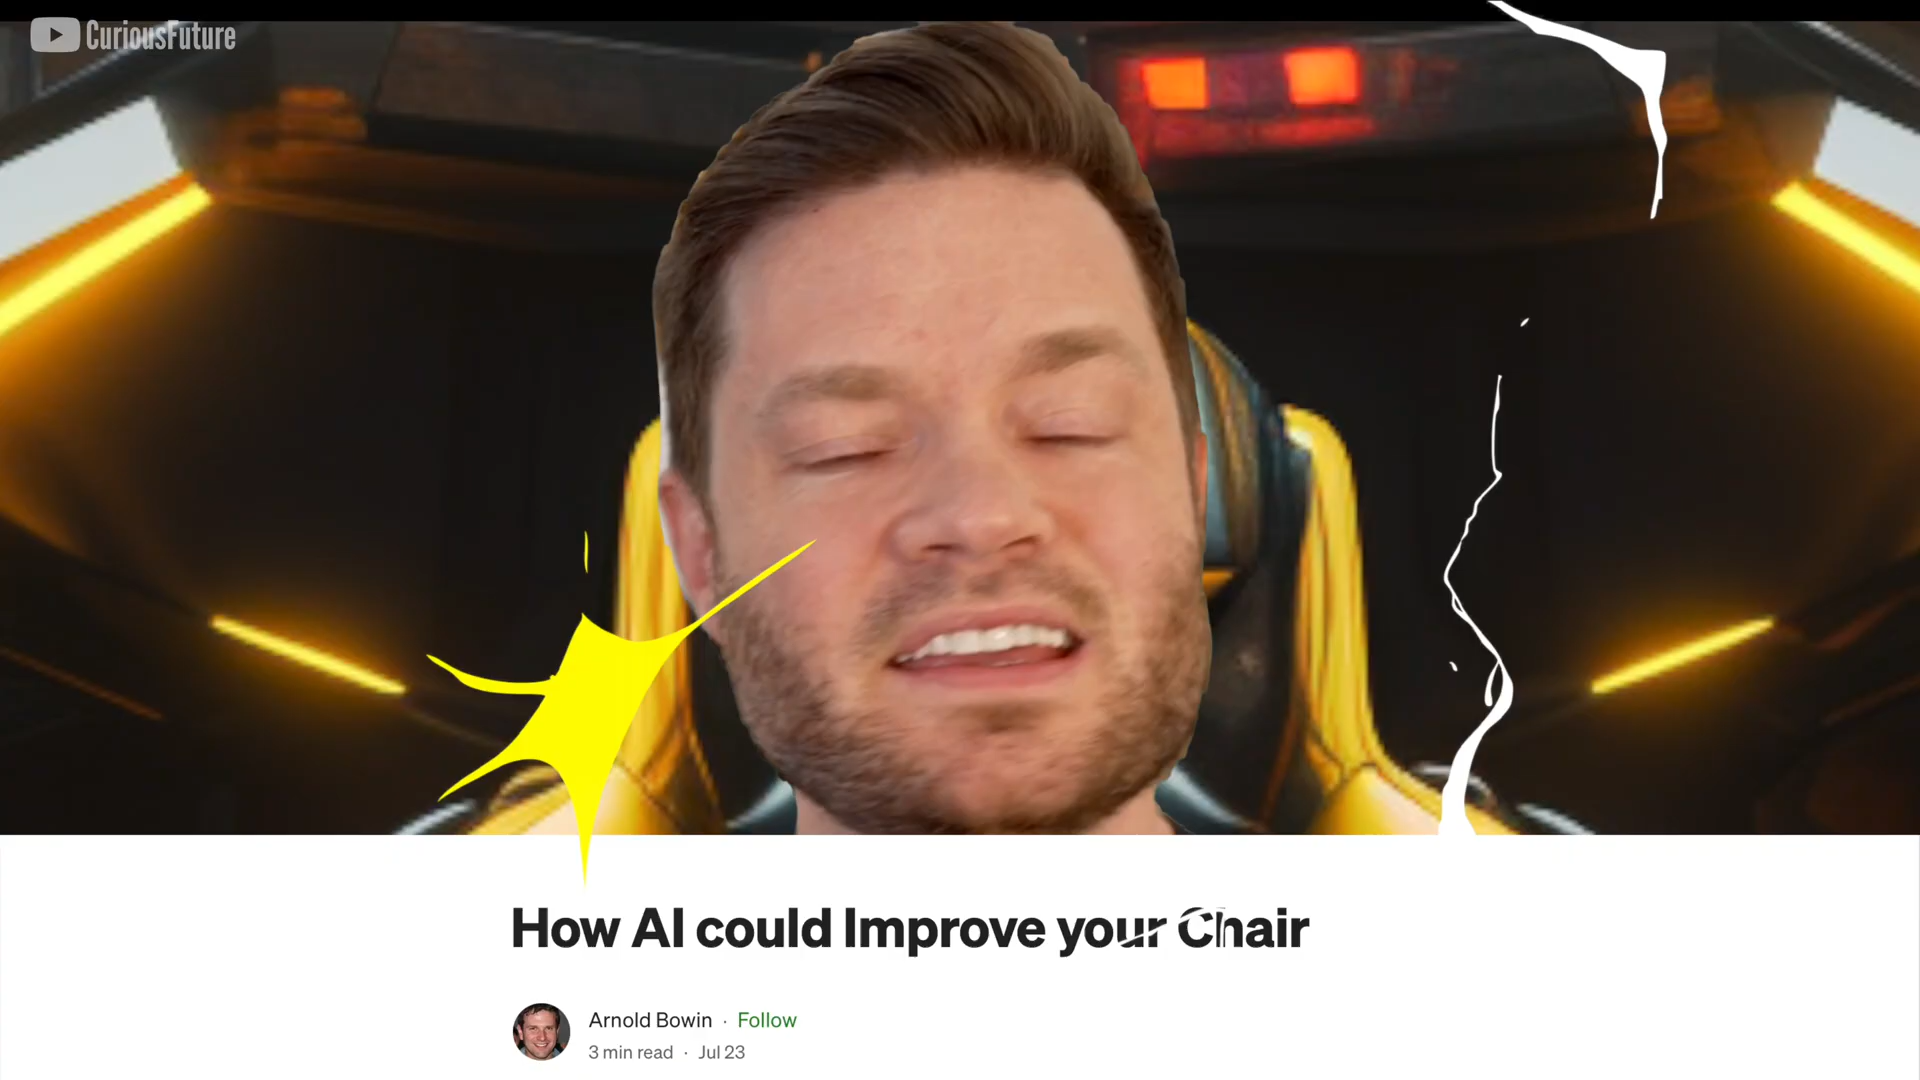 CuriousFuture
How AI could Improve your Chair
Arnold Bowin · Follow
3 min read · Jul 23